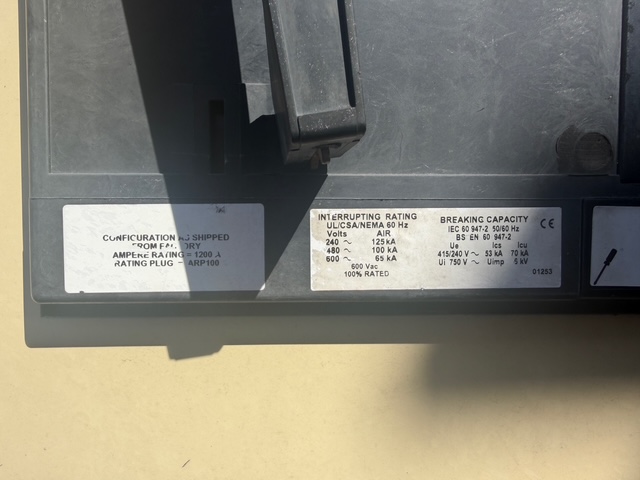 CONFIGURATION AS SHIPPED
FROM FACTORY
AMPERE RATING = 1200 A
RATING PLUG = ARP100
INTERRUPTING RATING
UL/CSA/NEMA 60 Hz
Volts AIR
240 ~ 125 kA
480 ~ 100 kA
600 ~ 65 kA
600 Vac
100% RATED
BREAKING CAPACITY
IEC 60 947-2 50/60 Hz
BS EN 60 947-2
Ue Ics Icu
415/240 V ~ 53 kA 70 kA
Ui 750 V ~ Uimp 8 kV
01253
CE